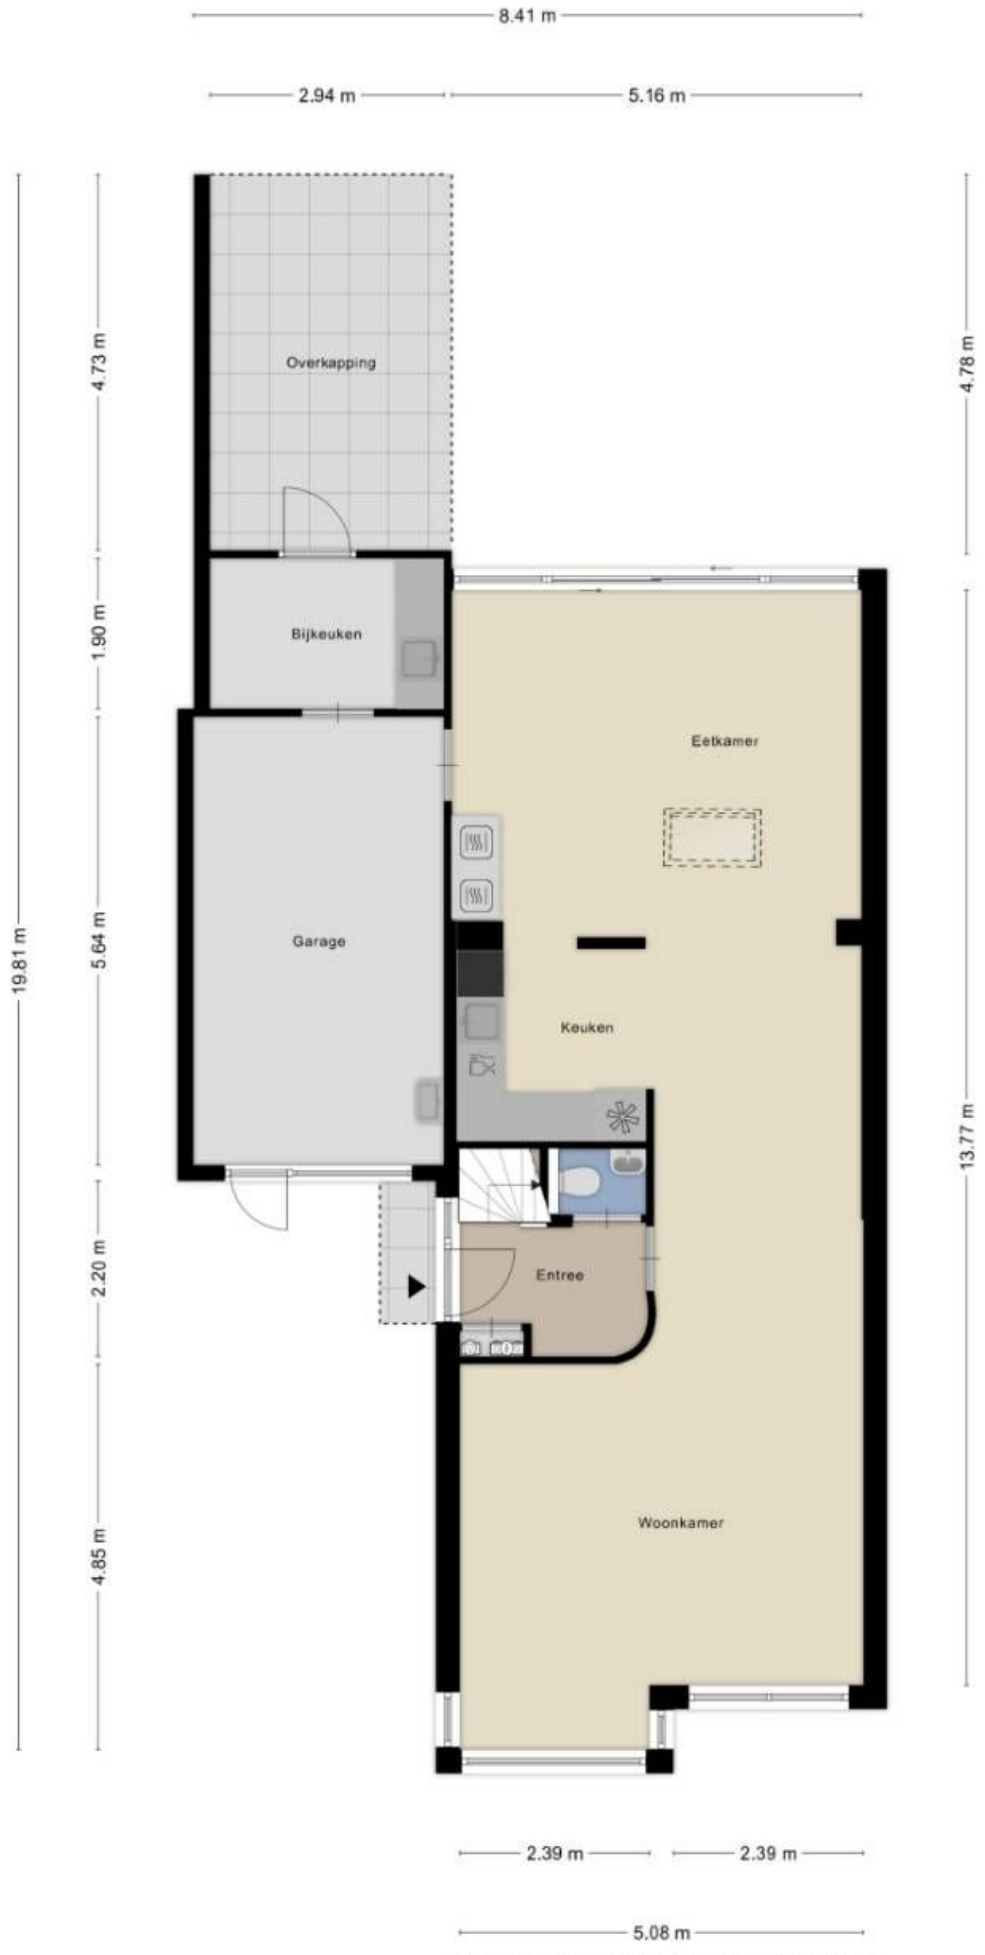 8.41 m
2.94 m
5.16 m
4.73 m
4.78 m
Overkapping
1.90 m
Bijkeuken
Eetkamer
19.81 m
5.64 m
Garage
Keuken
13.77 m
2.20 m
Entree
4.85 m
Woonkamer
2.39 m
2.39 m
5.08 m